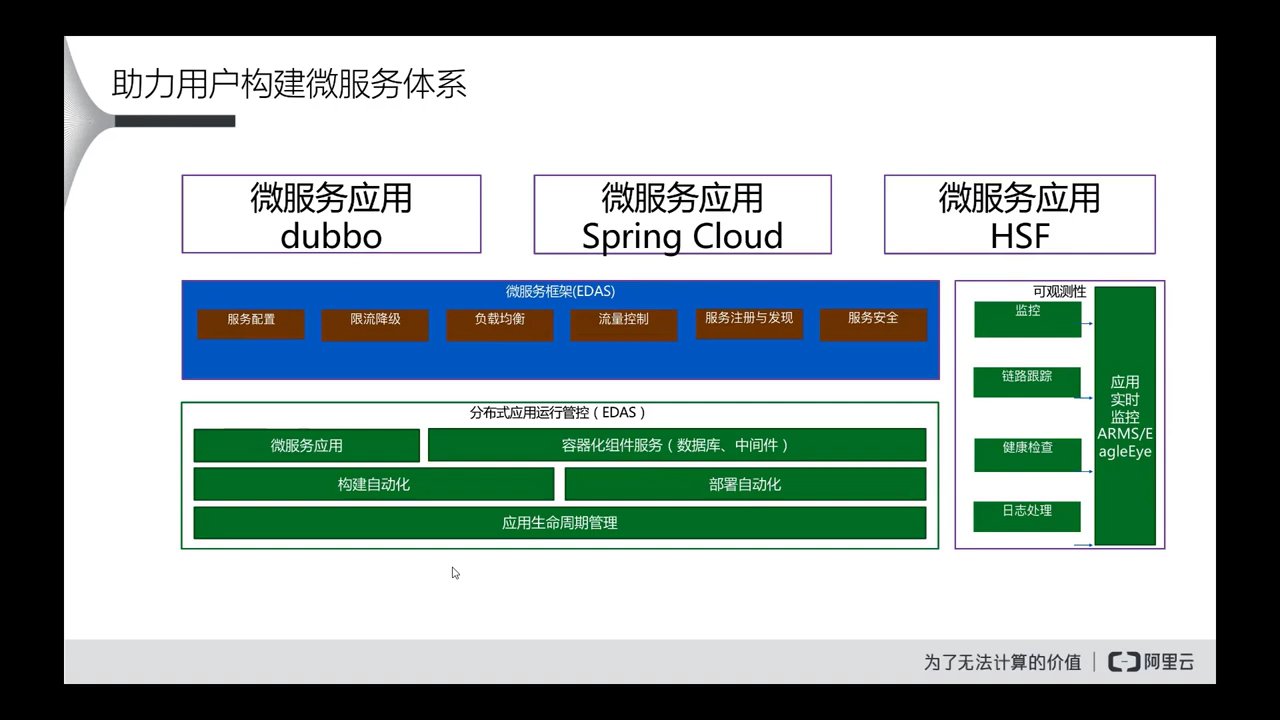 助力用户构建微服务体系
微服务应用
dubbo
微服务应用
Spring Cloud
微服务应用
HSF
微服务框架(EDAS)
服务配置
限流降级
负载均衡
流量控制
服务注册与发现
服务安全
分布式应用运行管控（EDAS）
微服务应用
容器化组件服务（数据库、中间件）
构建自动化
部署自动化
应用生命周期管理
可观测性
监控
链路跟踪
健康检查
日志处理
应用
实时
监控
ARMS/E
agleEye
为了无法计算的价值
阿里云